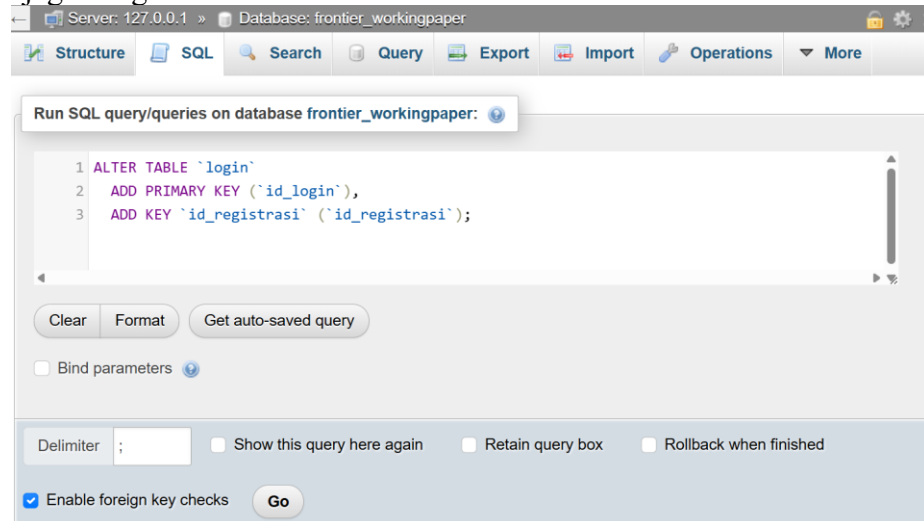 Server: 127.0.0.1 » Database: frontier_workingpaper
Structure SQL Search Query Export Import Operations More
Run SQL query/queries on database frontier_workingpaper:
1 ALTER TABLE `login`
2 ADD PRIMARY KEY (`id_login`),
3 ADD KEY `id_registrasi` (`id_registrasi`);
Clear Format Get auto-saved query
Bind parameters
Delimiter ; Show this query here again Retain query box Rollback when finished
Enable foreign key checks Go